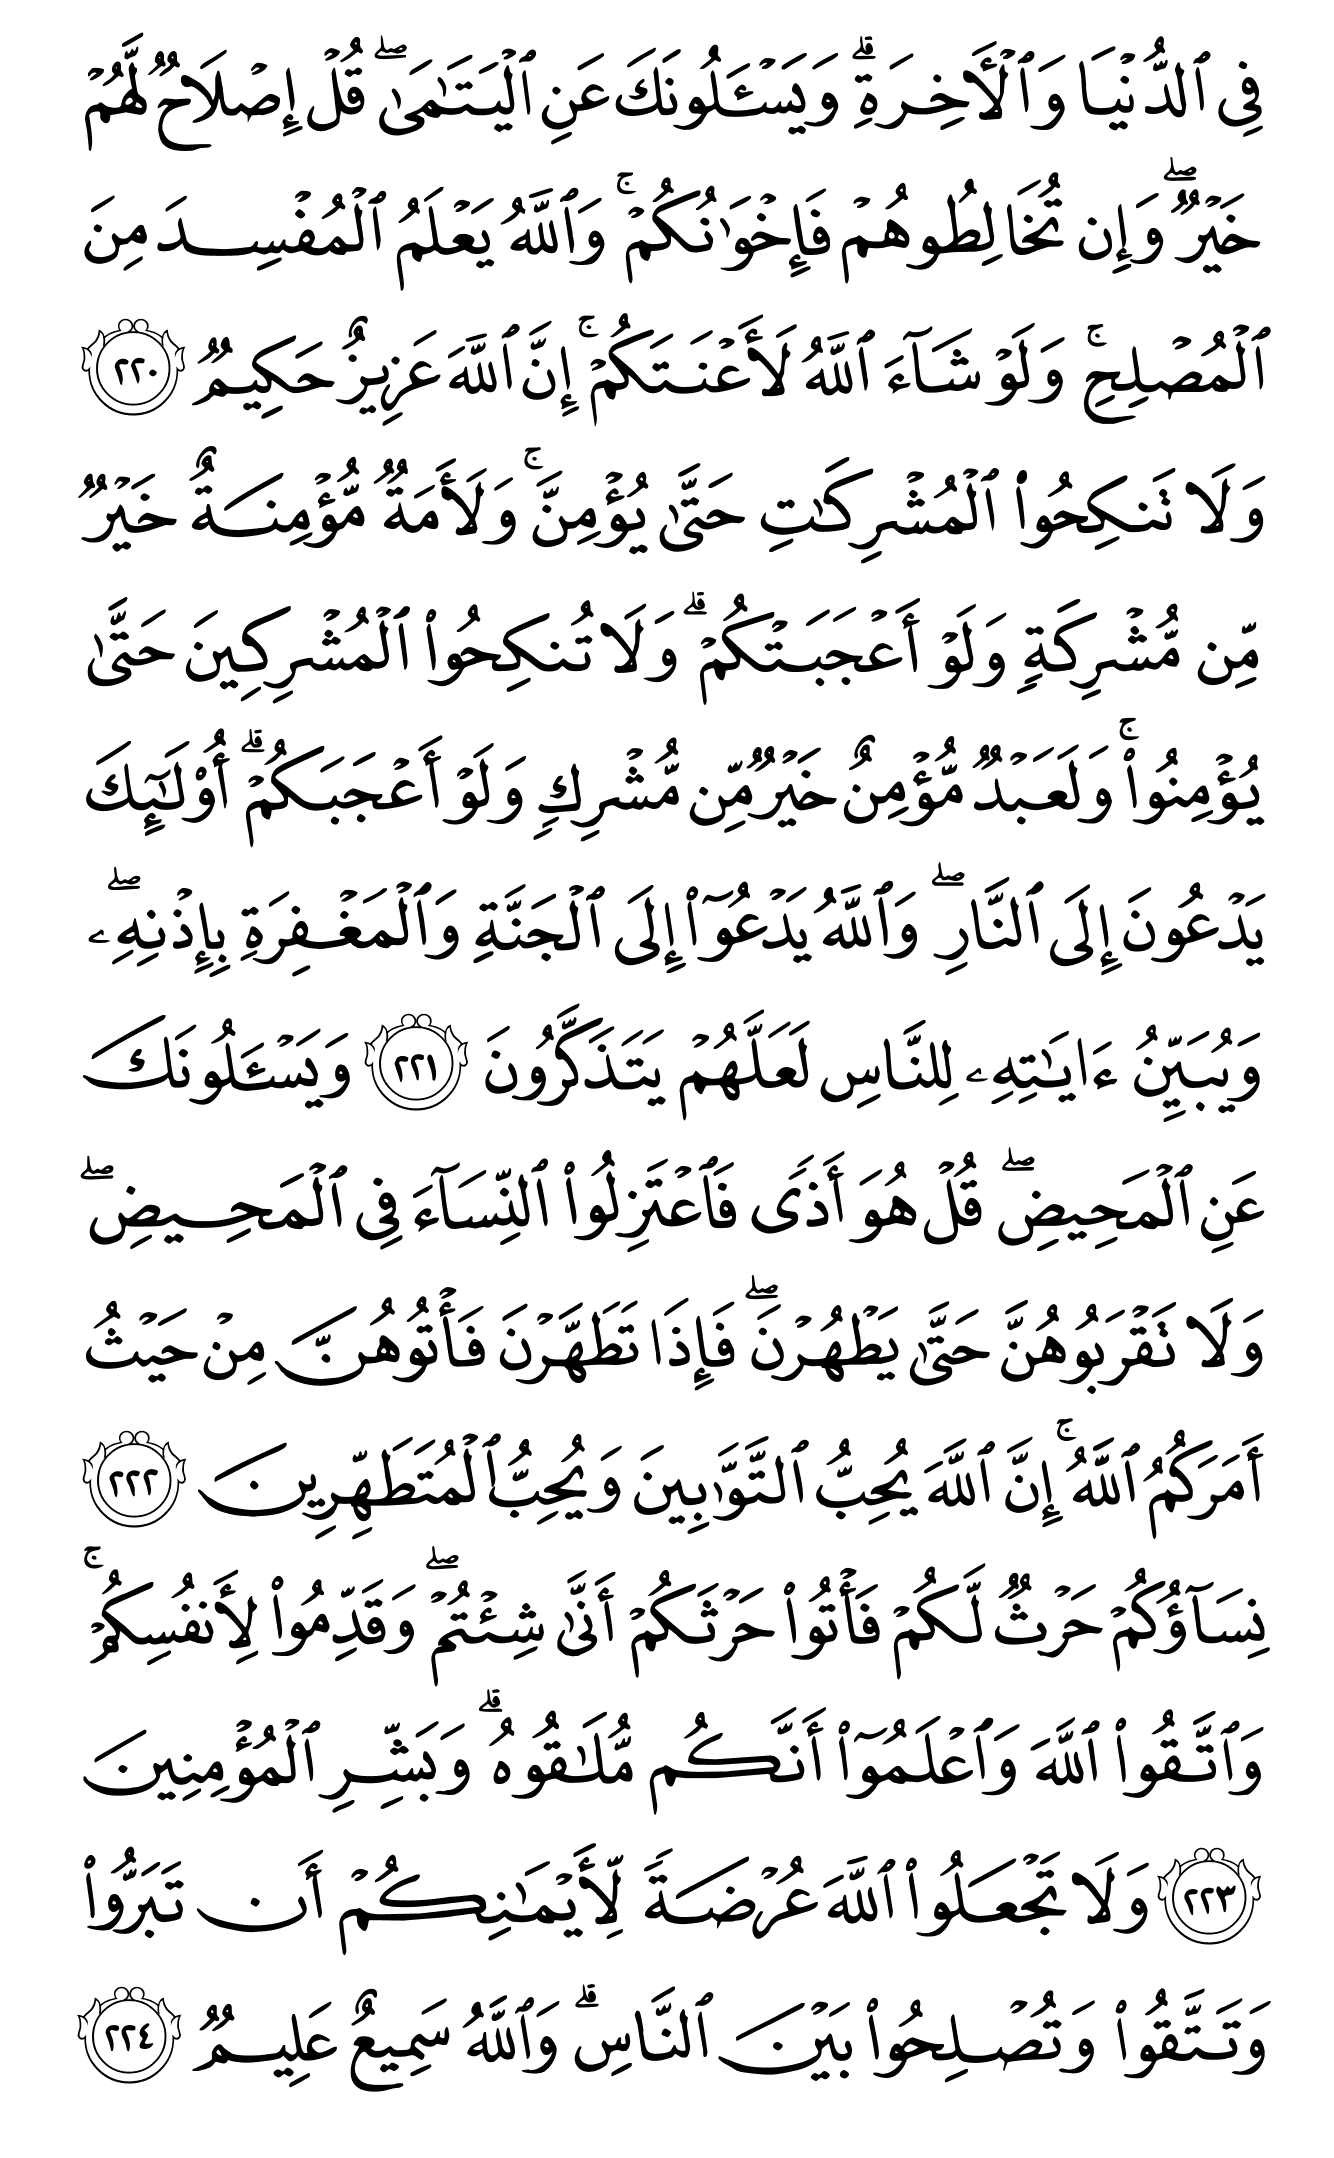 فِي ٱلدُّنۡيَا وَٱلۡأٓخِرَةِۗ وَيَسۡـَٔلُونَكَ عَنِ ٱلۡيَتَٰمَىٰۖ قُلۡ إِصۡلَاحٞ لَّهُمۡ
خَيۡرٞۖ وَإِن تُخَالِطُوهُمۡ فَإِخۡوَٰنُكُمۡۚ وَٱللَّهُ يَعۡلَمُ ٱلۡمُفۡسِدَ مِنَ
ٱلۡمُصۡلِحِۚ وَلَوۡ شَآءَ ٱللَّهُ لَأَعۡنَتَكُمۡۚ إِنَّ ٱللَّهَ عَزِيزٌ حَكِيمٞ ٢٢٠
وَلَا تَنكِحُواْ ٱلۡمُشۡرِكَٰتِ حَتَّىٰ يُؤۡمِنَّۚ وَلَأَمَةٞ مُّؤۡمِنَةٌ خَيۡرٞ
مِّن مُّشۡرِكَةٖ وَلَوۡ أَعۡجَبَتۡكُمۡۗ وَلَا تُنكِحُواْ ٱلۡمُشۡرِكِينَ حَتَّىٰ
يُؤۡمِنُواْۚ وَلَعَبۡدٞ مُّؤۡمِنٌ خَيۡرٞ مِّن مُّشۡرِكٖ وَلَوۡ أَعۡجَبَكُمۡۗ أُوْلَٰٓئِكَ
يَدۡعُونَ إِلَى ٱلنَّارِۖ وَٱللَّهُ يَدۡعُوٓاْ إِلَى ٱلۡجَنَّةِ وَٱلۡمَغۡفِرَةِ بِإِذۡنِهِۦۖ
وَيُبَيِّنُ ءَايَٰتِهِۦ لِلنَّاسِ لَعَلَّهُمۡ يَتَذَكَّرُونَ ٢٢١ وَيَسۡـَٔلُونَكَ
عَنِ ٱلۡمَحِيضِۖ قُلۡ هُوَ أَذٗى فَٱعۡتَزِلُواْ ٱلنِّسَآءَ فِي ٱلۡمَحِيضِۖ
وَلَا تَقۡرَبُوهُنَّ حَتَّىٰ يَطۡهُرۡنَۖ فَإِذَا تَطَهَّرۡنَ فَأۡتُوهُنَّ مِنۡ حَيۡثُ
أَمَرَكُمُ ٱللَّهُۚ إِنَّ ٱللَّهَ يُحِبُّ ٱلتَّوَّٰبِينَ وَيُحِبُّ ٱلۡمُتَطَهِّرِينَ ٢٢٢
نِسَآؤُكُمۡ حَرۡثٞ لَّكُمۡ فَأۡتُواْ حَرۡثَكُمۡ أَنَّىٰ شِئۡتُمۡۖ وَقَدِّمُواْ لِأَنفُسِكُمۡۚ
وَٱتَّقُواْ ٱللَّهَ وَٱعۡلَمُوٓاْ أَنَّكُم مُّلَٰقُوهُۗ وَبَشِّرِ ٱلۡمُؤۡمِنِينَ
٢٢٣ وَلَا تَجۡعَلُواْ ٱللَّهَ عُرۡضَةٗ لِّأَيۡمَٰنِكُمۡ أَن تَبَرُّواْ
وَتَتَّقُواْ وَتُصۡلِحُواْ بَيۡنَ ٱلنَّاسِۗ وَٱللَّهُ سَمِيعٌ عَلِيمٞ ٢٢٤